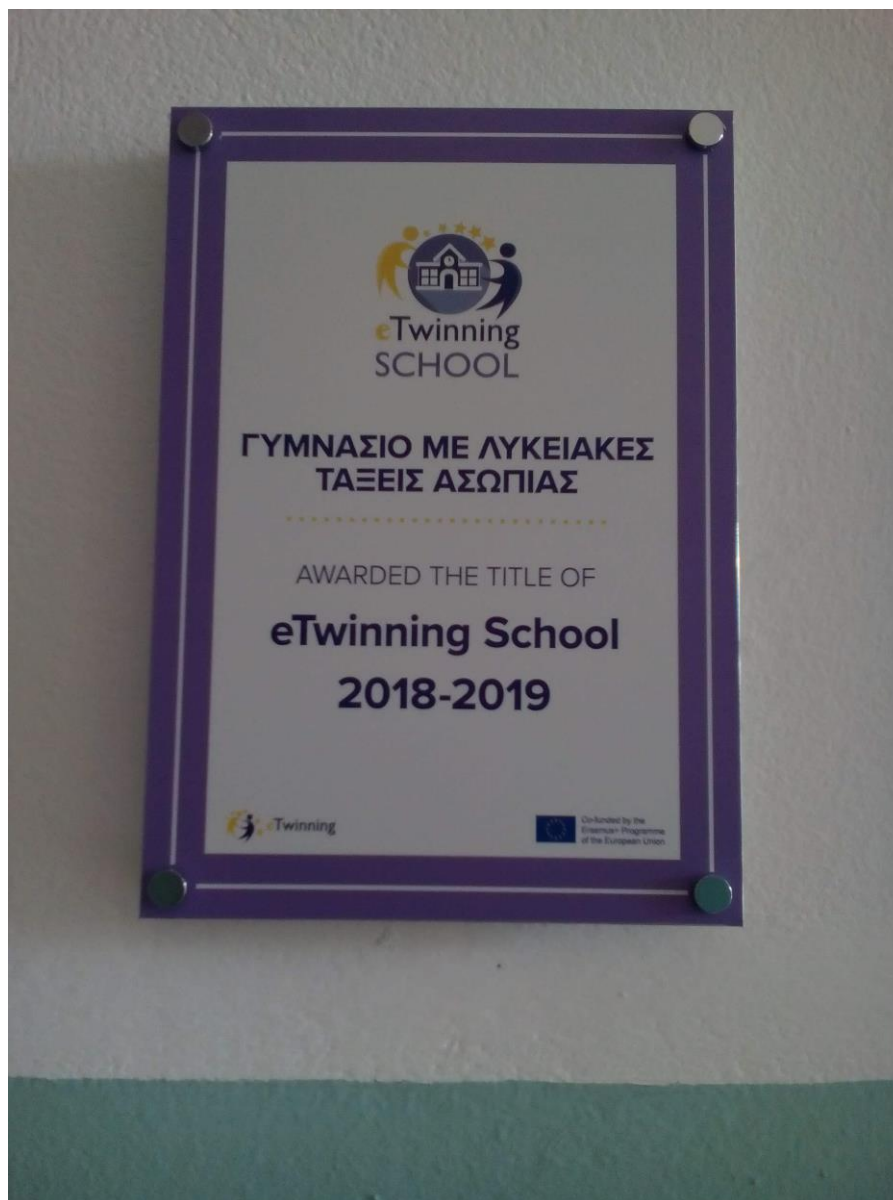 eTwinning
SCHOOL
ΓΥΜΝΑΣΙΟ ΜΕ ΛΥΚΕΙΑΚΕΣ
ΤΑΞΕΙΣ ΑΣΩΠΙΑΣ
AWARDED THE TITLE OF
eTwinning School
2018-2019
eTwinning
Co-funded by the
Erasmus+ Programme
of the European Union